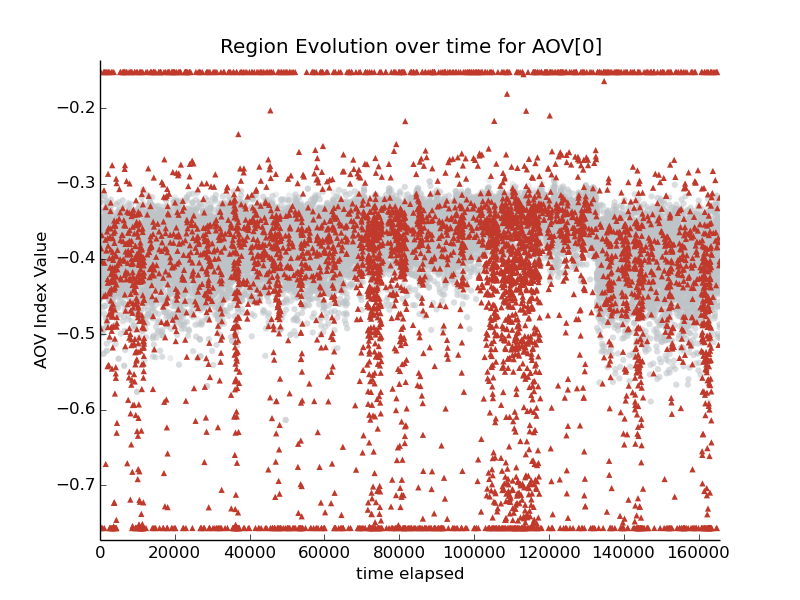 Region Evolution over time for AOV[0]
−0.2
−0.3
−0.4
−0.5
−0.6
−0.7
AOV Index Value
0 20000 40000 60000 80000 100000 120000 140000 160000
time elapsed